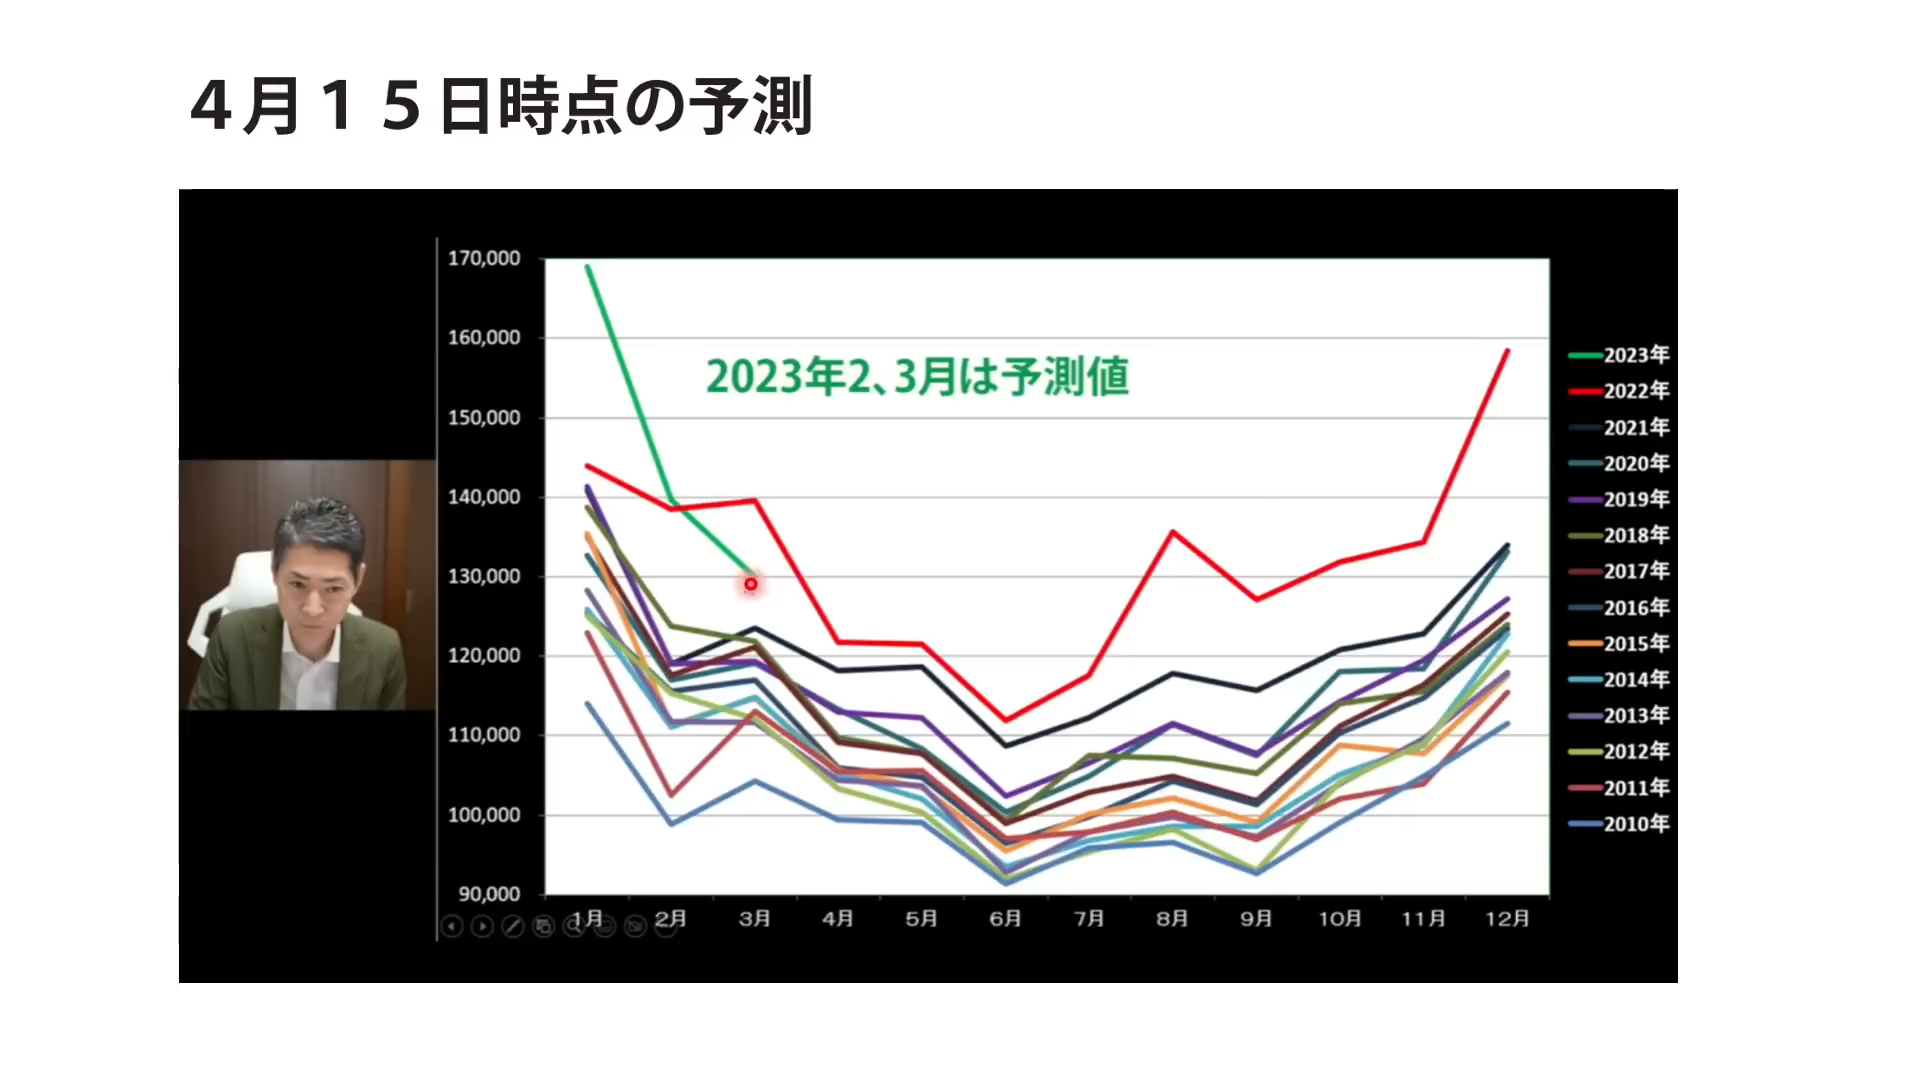 ４月１５日時点の予測
170,000
160,000
150,000
140,000
130,000
120,000
110,000
100,000
90,000
2023年2、3月は予測値
1月 2月 3月 4月 5月 6月 7月 8月 9月 10月 11月 12月
2023年
2022年
2021年
2020年
2019年
2018年
2017年
2016年
2015年
2014年
2013年
2012年
2011年
2010年